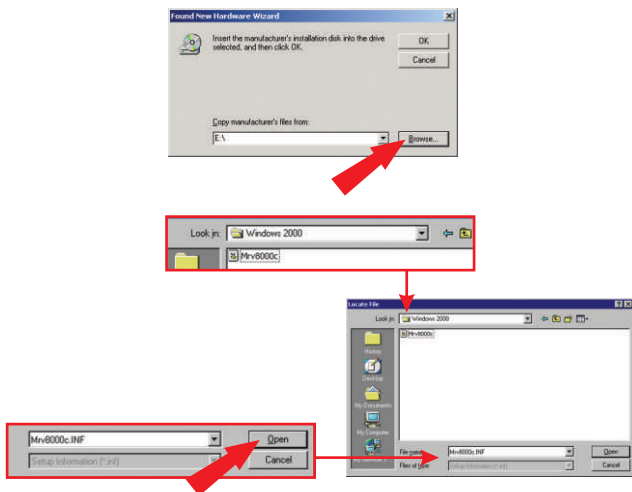 Found New Hardware Wizard
Insert the manufacturer's installation disk into the drive
selected, and then click OK.
OK
Cancel
Copy manufacturer's files from:
E:\
Browse...
Look in:
Windows 2000
Mrv8000c
Locate File
Look in:
Windows 2000
Mrv8000c
History
Desktop
My Documents
My Computer
File name:
Mrv8000c.INF
Open
Files of type:
Setup Information (*.inf)
Cancel
Mrv8000c.INF
Open
Setup Information (*.inf)
Cancel